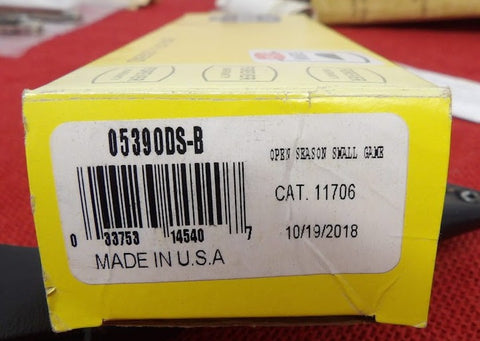 05390DS-B
OPEN SEASON SMALL GAME
CAT. 11706
0 33753 14540 7
10/19/2018
MADE IN U.S.A